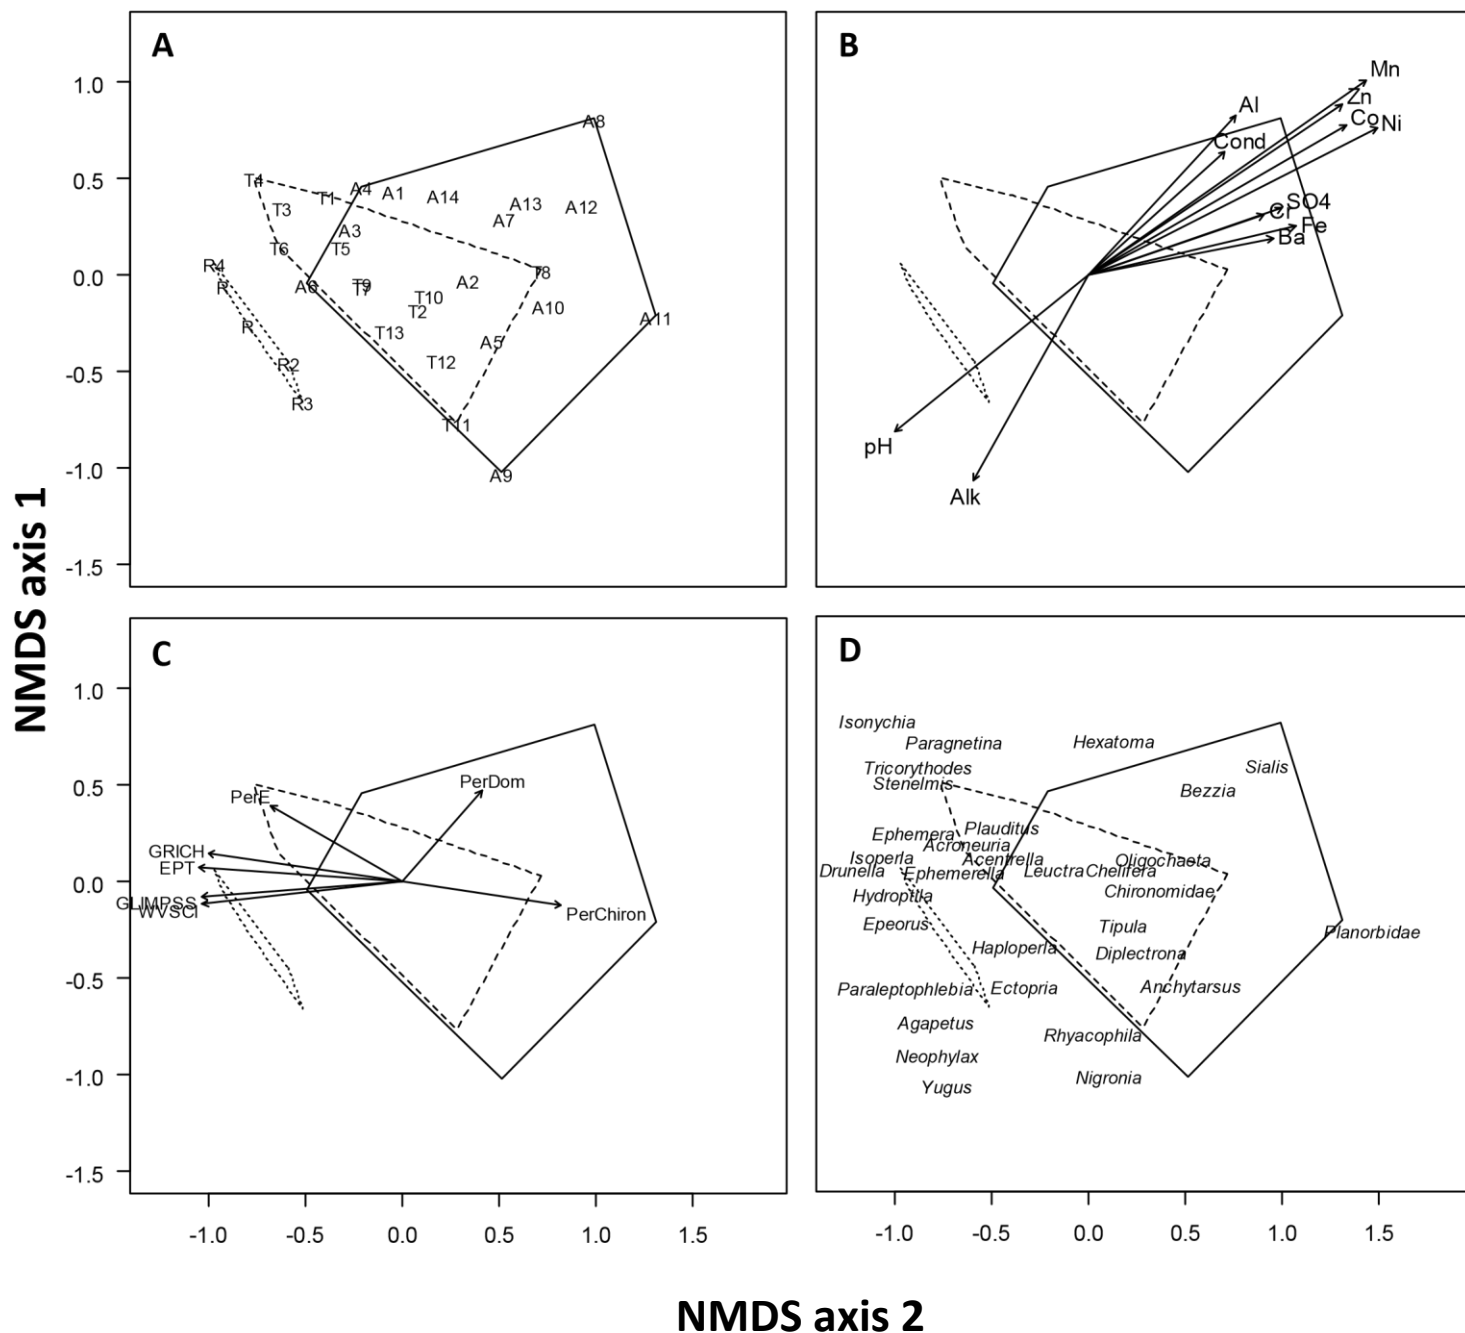 A
1.0
0.5
0.0
-0.5
-1.0
-1.5
A8
T4
T1
A4
A1
A14
A13
A12
T3
A7
A3
T6
T5
R4
T8
R
A6
T9
T7
A2
T10
T2
A10
A11
R
T13
A5
R2
T12
R3
T11
A9
B
Mn
Al
Zn
Co
Ni
Cond
SO4
Cr
Fe
Ba
pH
Alk
NMDS axis 1
C
1.0
0.5
0.0
-0.5
-1.0
-1.5
PerDom
PerE
GRICH
EPT
GLIMPSS
WVSCI
PerChiron
-1.0 -0.5 0.0 0.5 1.0 1.5
D
Isonychia
Paragnetina
Hexatoma
Tricorythodes
Sialis
Stenelmis
Bezzia
Plauditus
Ephemera
Acroneuria
Isoperla
Acentrella
Oligochaeta
Drunella
Ephemerella
Leuctra
Chelifera
Hydroptila
Chironomidae
Epeorus
Tipula
Planorbidae
Haploperla
Diplectrona
Paraleptophlebia
Ectopria
Anchytarsus
Agapetus
Rhyacophila
Neophylax
Nigronia
Yugus
-1.0 -0.5 0.0 0.5 1.0 1.5
NMDS axis 2